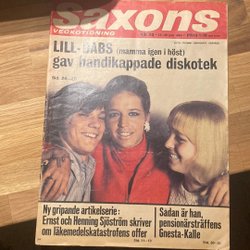 Saxons
VECKOTIDNING
LILL-BABS (mamma igen i höst)
gav handikappade diskotek
Ny gripande artikelserie:
Ernst och Henning Sjöström skriver
om läkemedelskatastrofens offer
Sådan är han,
pensionärsträffens
Gnesta-Kalle